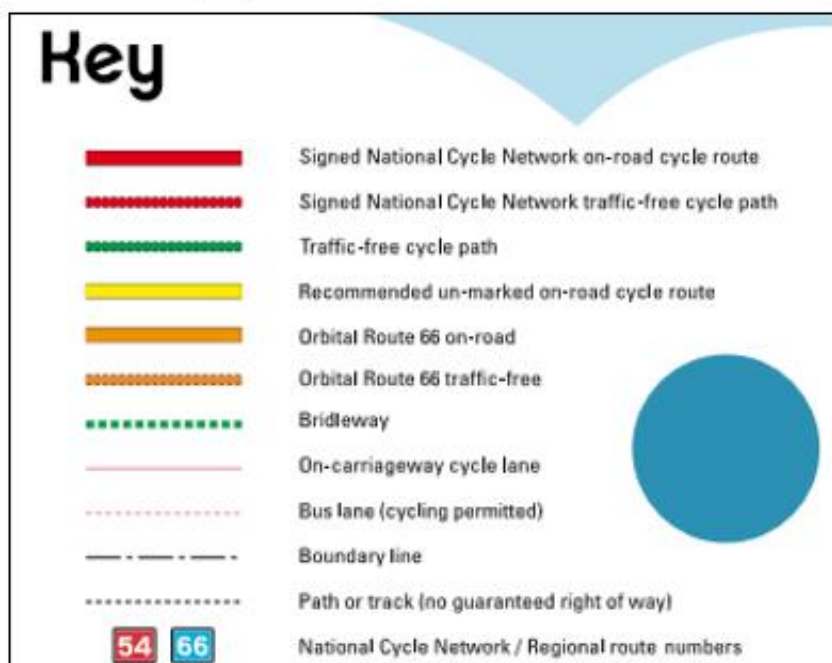 Key
Signed National Cycle Network on-road cycle route
Signed National Cycle Network traffic-free cycle path
Traffic-free cycle path
Recommended un-marked on-road cycle route
Orbital Route 66 on-road
Orbital Route 66 traffic-free
Bridleway
On-carriageway cycle lane
Bus lane (cycling permitted)
Boundary line
Path or track (no guaranteed right of way)
54 66 National Cycle Network / Regional route numbers